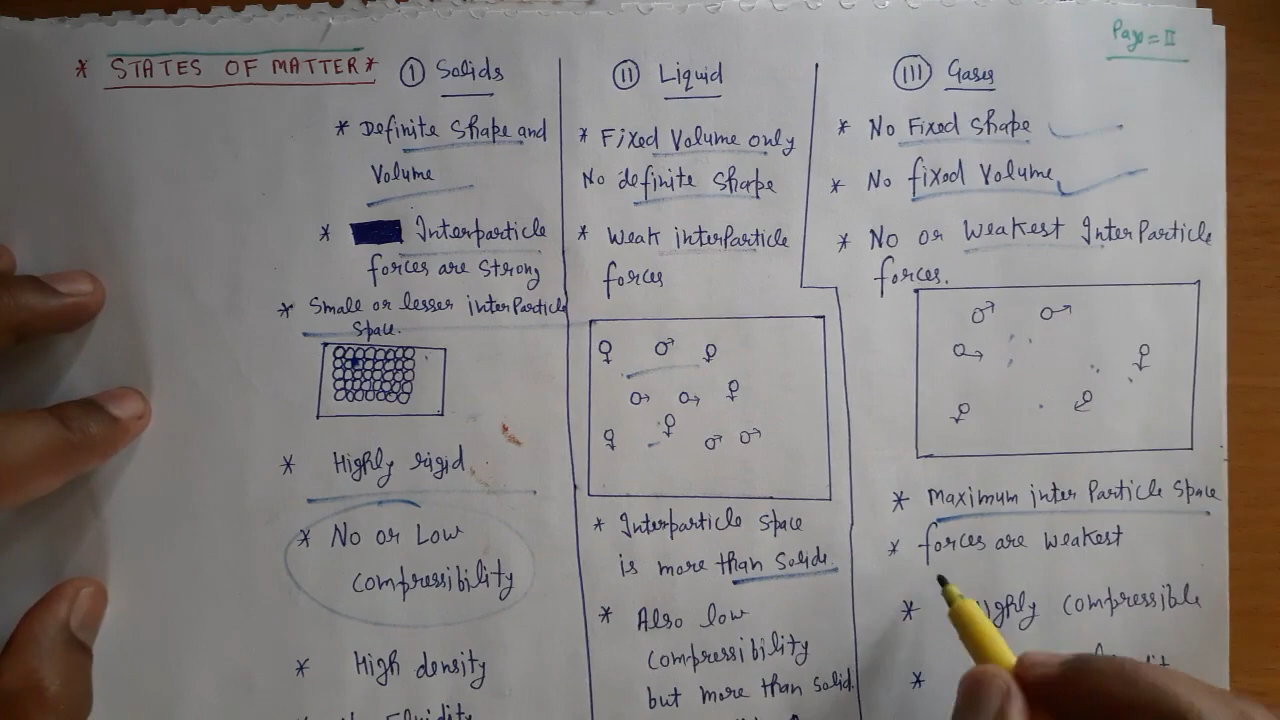 Page = II
* STATES OF MATTER *
I Solids
* Definite Shape and
Volume
* Interparticle
forces are strong
* Small or lesser interparticle
Space.
* Highly rigid
* No or Low
compressibility
* High density
Fluidity
II Liquid
* Fixed Volume only
No definite Shape
* Weak interparticle
forces
* Interparticle Space
is more than Solids.
* Also low
compressibility
but more than solid.
III Gases
* No Fixed Shape
* No fixed Volume
* No or Weakest InterParticle
forces.
* Maximum inter Particle Space
* forces are weakest
* compressible
*